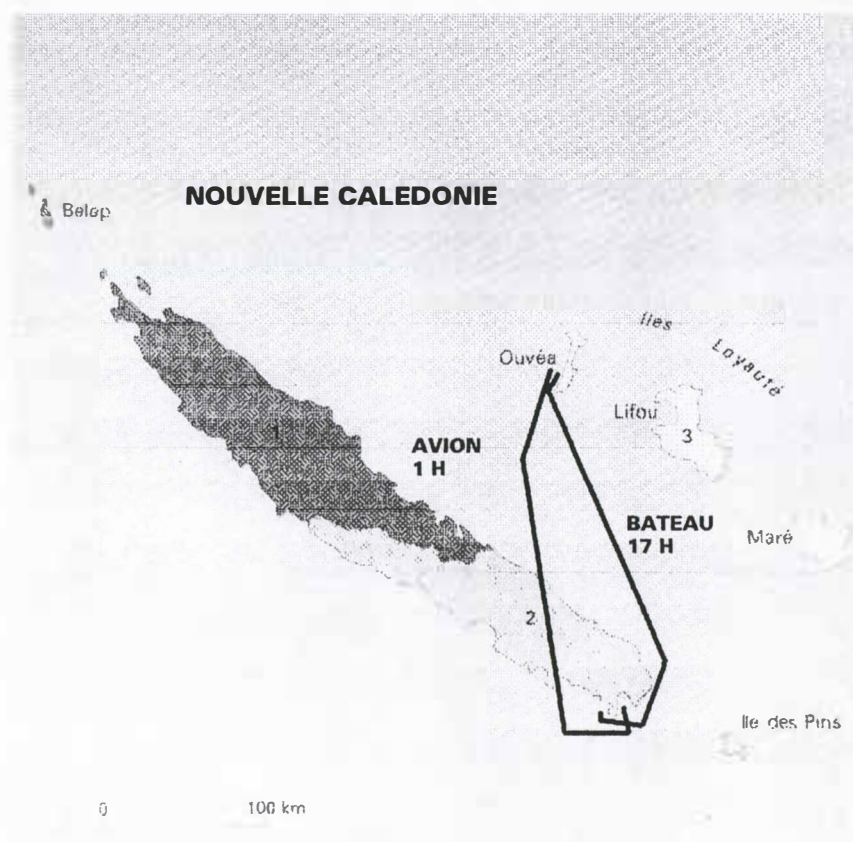 NOUVELLE CALEDONIE
Belep
Iles
Loyauté
Ouvéa
Lifou
3
1
AVION
1 H
BATEAU
17 H
Maré
2
Ile des Pins
0 100 km